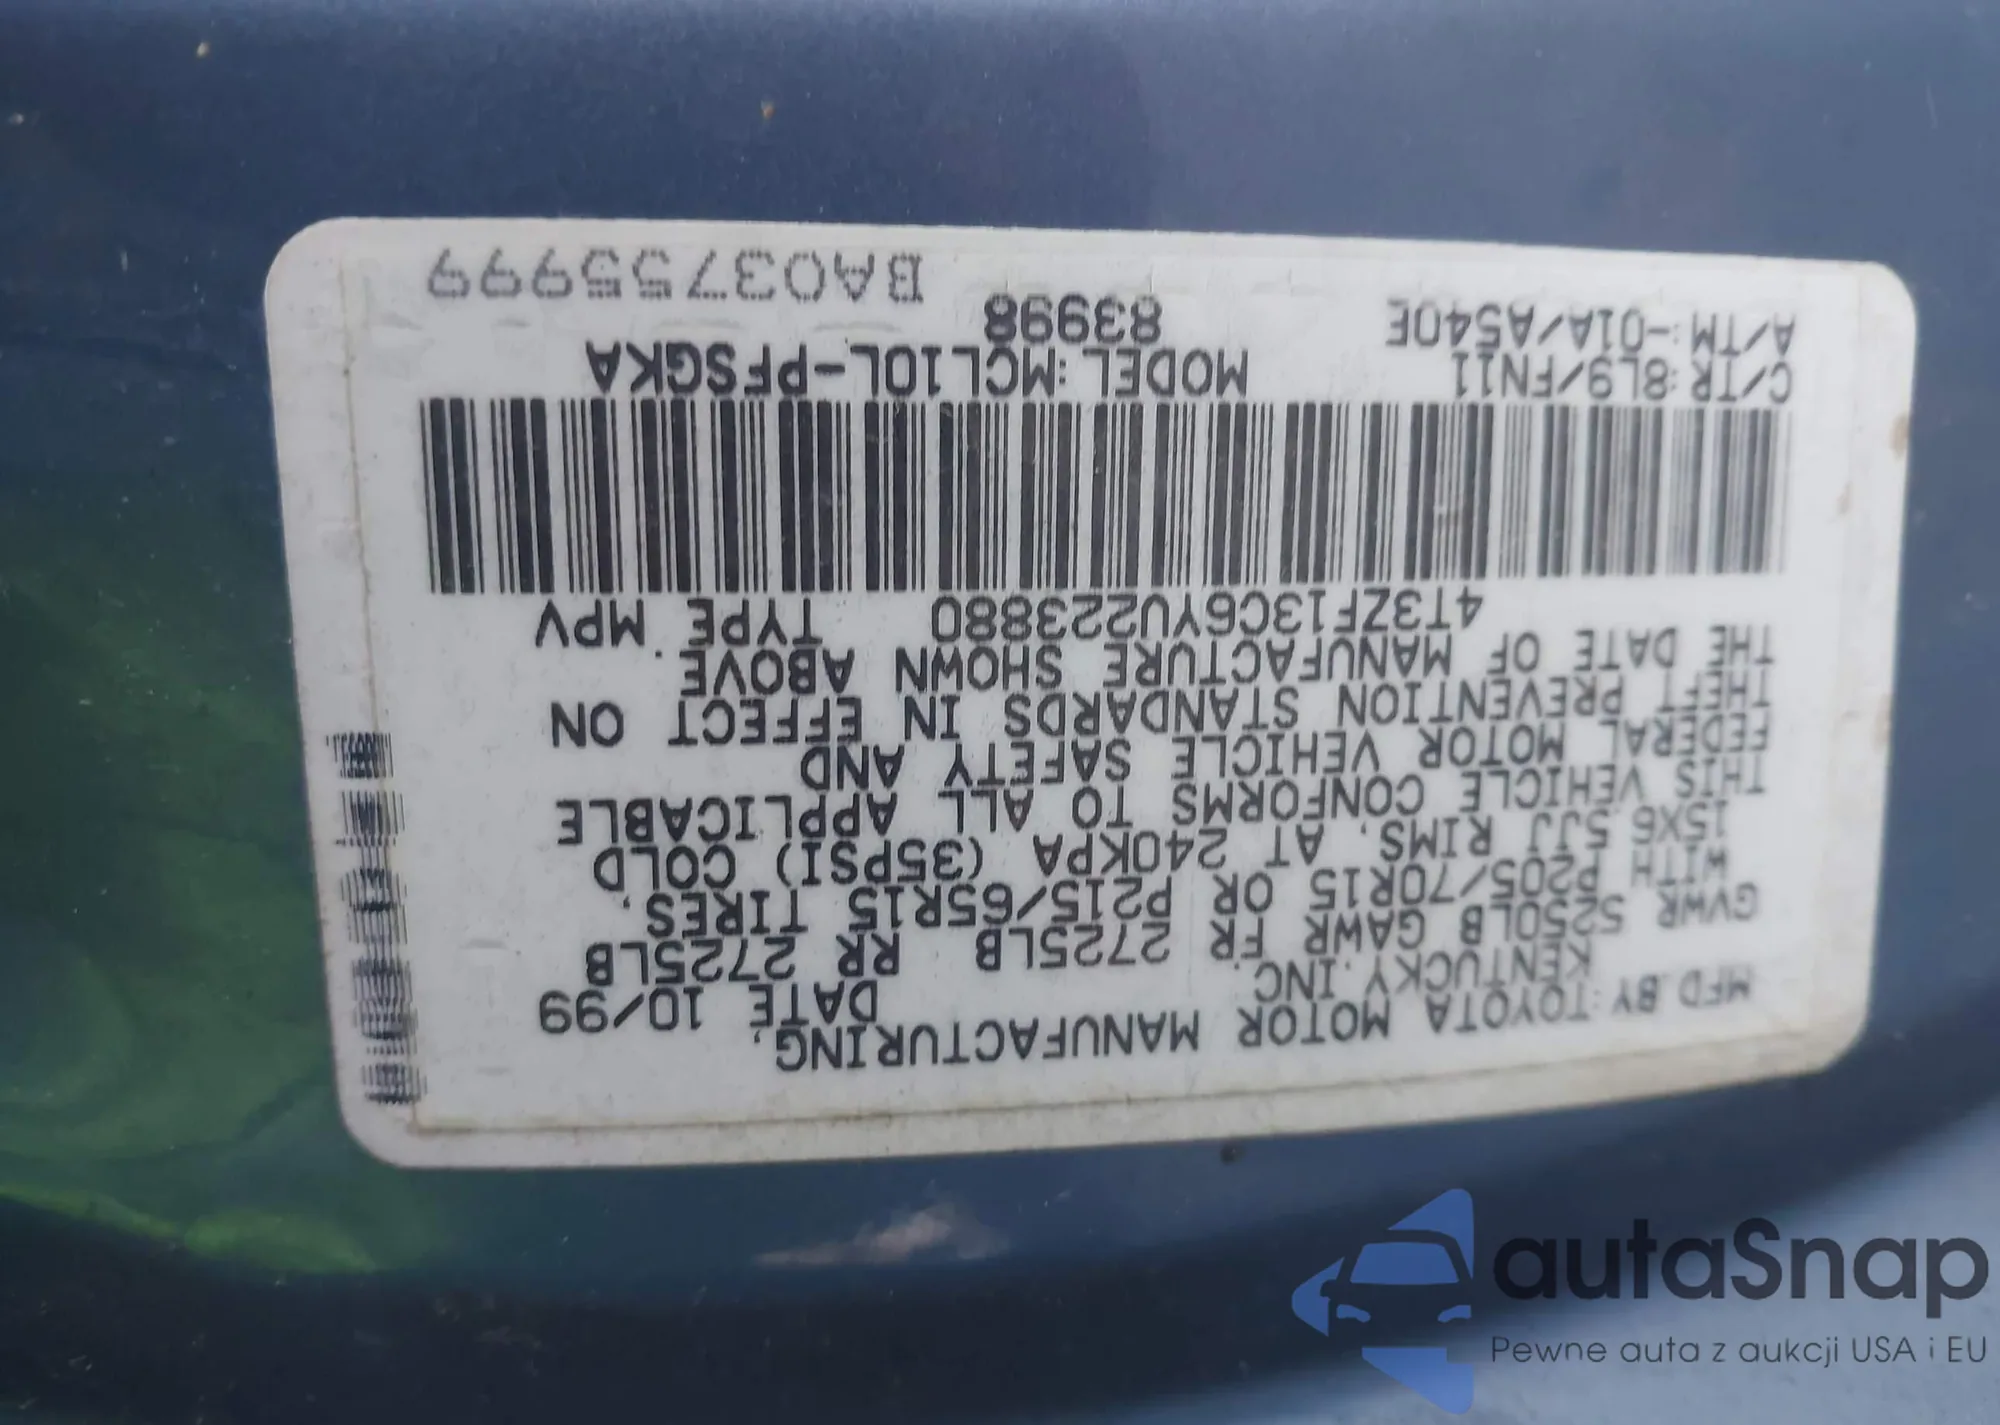 MFD.BY:TOYOTA MOTOR MANUFACTURING,
KENTUCKY,INC. DATE 10/99
GVWR 5250LB GAWR FR 2725LB RR 2725LB
WITH P205/70R15 OR P215/65R15 TIRES,
15X6.5JJ RIMS, AT 240KPA (35PSI) COLD
THIS VEHICLE CONFORMS TO ALL APPLICABLE
FEDERAL MOTOR VEHICLE SAFETY AND
THEFT PREVENTION STANDARDS IN EFFECT ON
THE DATE OF MANUFACTURE SHOWN ABOVE.
4T3ZF13C6YU223880 TYPE MPV
C/TR:8L9/FN11 MODEL:MCL10L-PFSGKA
A/TM:-01A/A540E 83998
BA03755999
autaSnap
Pewne auta z aukcji USA i EU